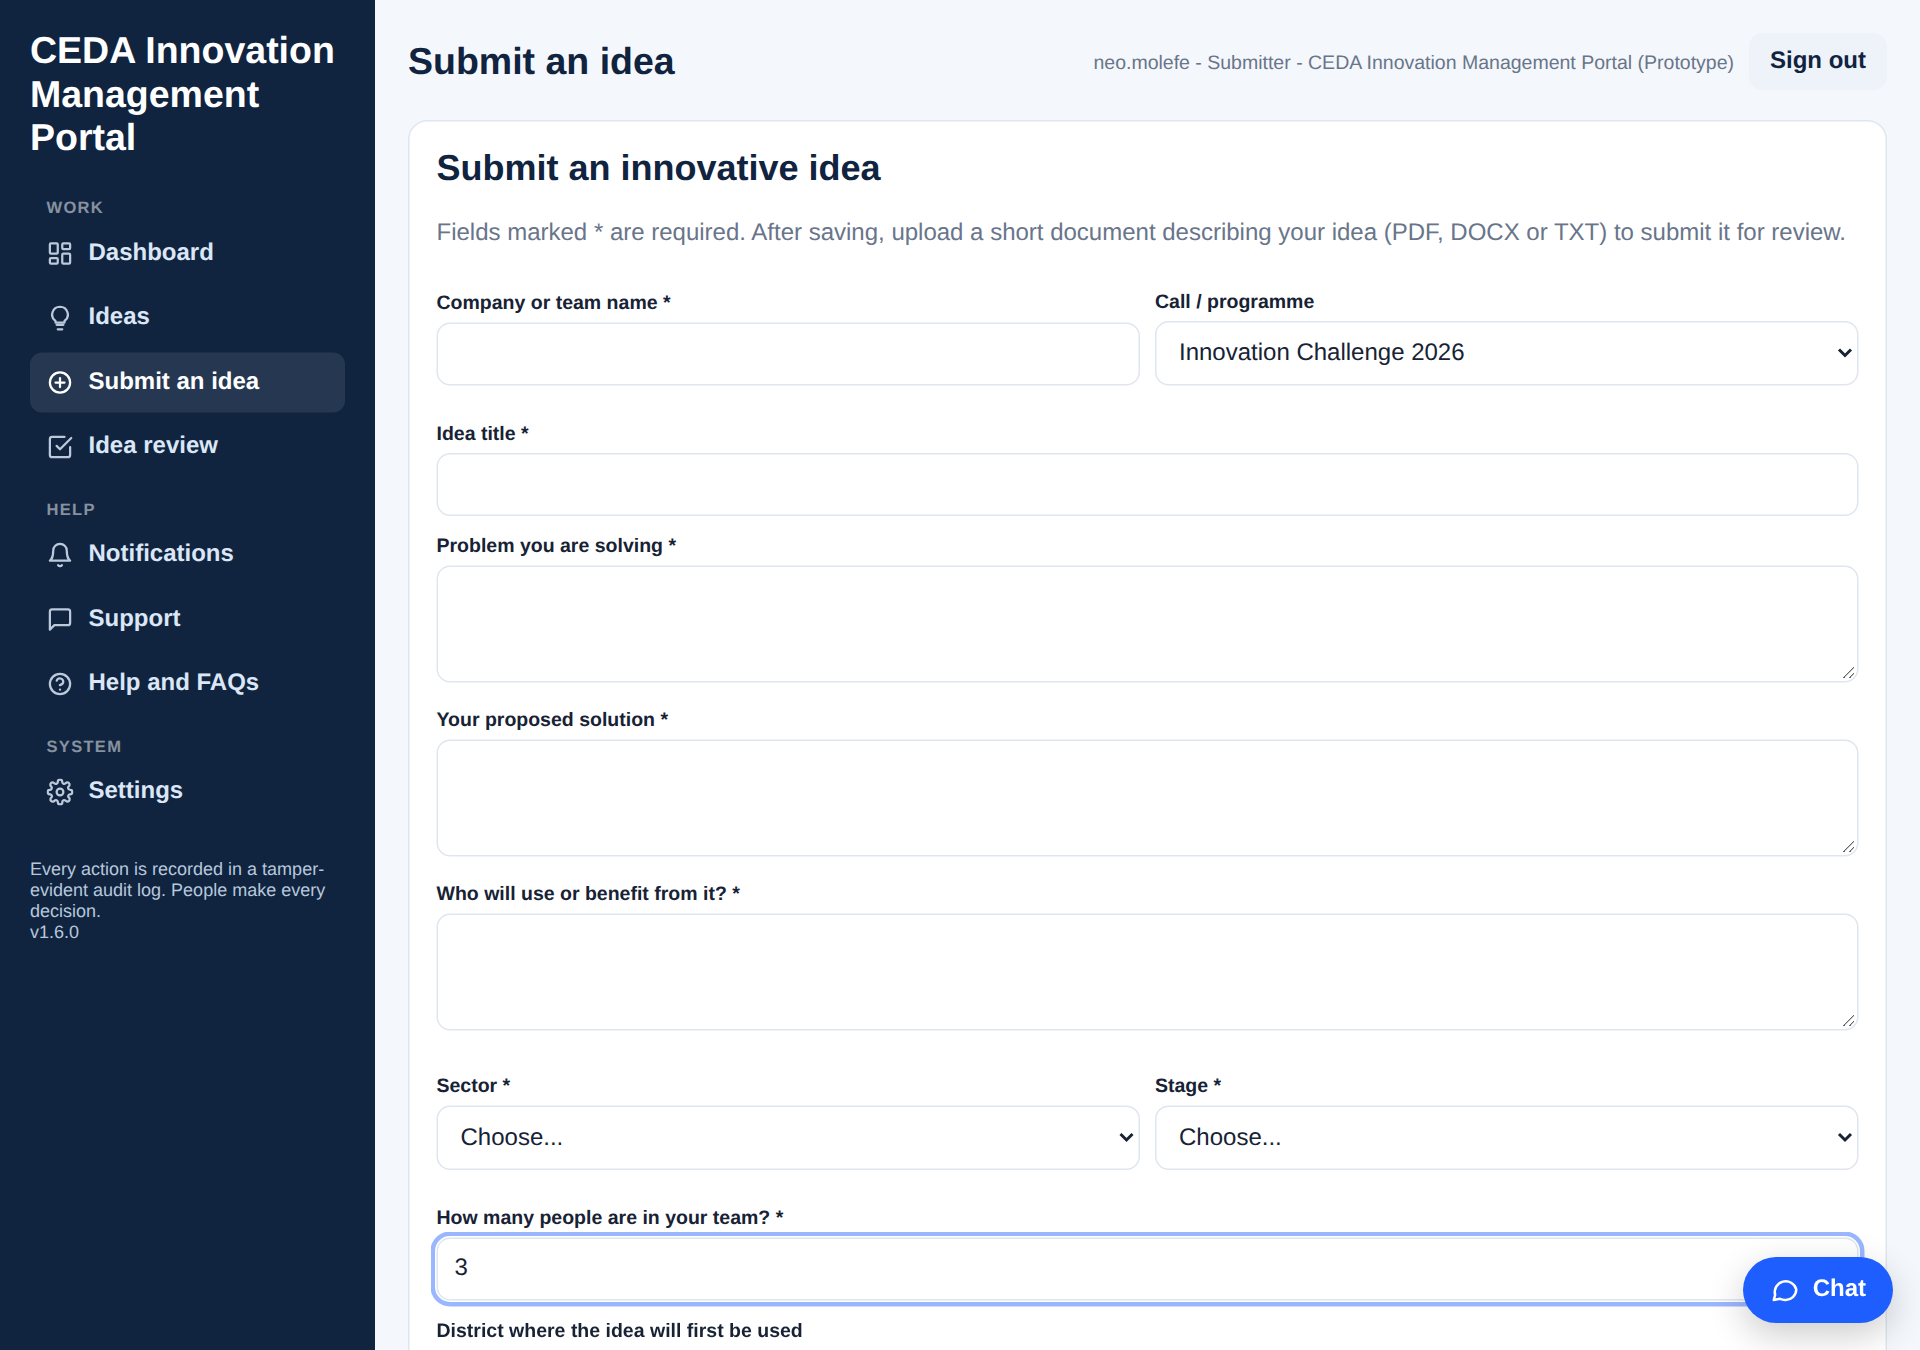 CEDA Innovation
Management
Portal
WORK
Dashboard
Ideas
Submit an idea
Idea review
HELP
Notifications
Support
Help and FAQs
SYSTEM
Settings
Every action is recorded in a tamper-
evident audit log. People make every
decision.
v1.6.0
Submit an idea
neo.molefe - Submitter - CEDA Innovation Management Portal (Prototype)
Sign out
Submit an innovative idea
Fields marked * are required. After saving, upload a short document describing your idea (PDF, DOCX or TXT) to submit it for review.
Company or team name *
Call / programme
Innovation Challenge 2026
Idea title *
Problem you are solving *
Your proposed solution *
Who will use or benefit from it? *
Sector *
Stage *
Choose...
Choose...
How many people are in your team? *
3
Chat
District where the idea will first be used